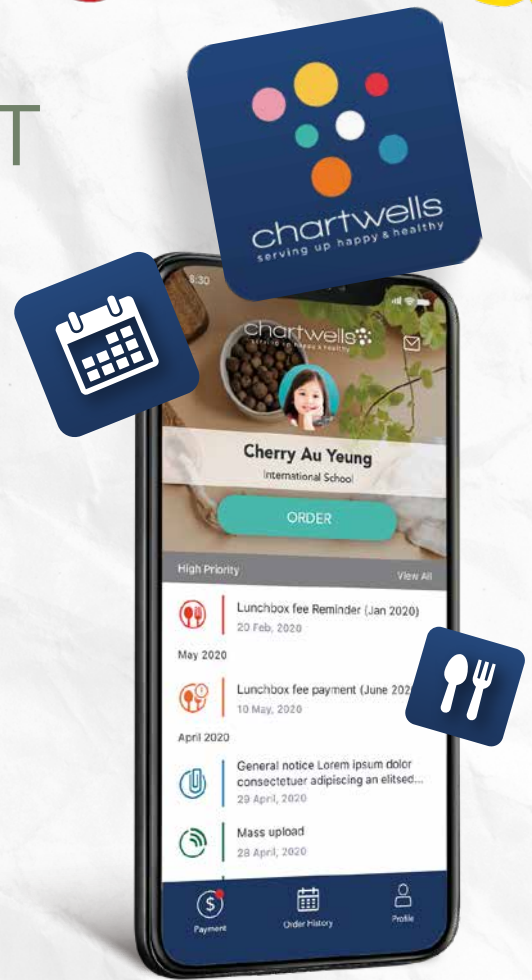 T
chartwells
serving up happy & healthy
8:30
chartwells
serving up happy & healthy
Cherry Au Yeung
International School
ORDER
High Priority
View All
Lunchbox fee Reminder (Jan 2020)
20 Feb, 2020
May 2020
Lunchbox fee payment (June 202
10 May, 2020
April 2020
General notice Lorem ipsum dolor
consectetuer adipiscing an elitsed...
29 April, 2020
Mass upload
28 April, 2020
$
Payment
Order History
Profile